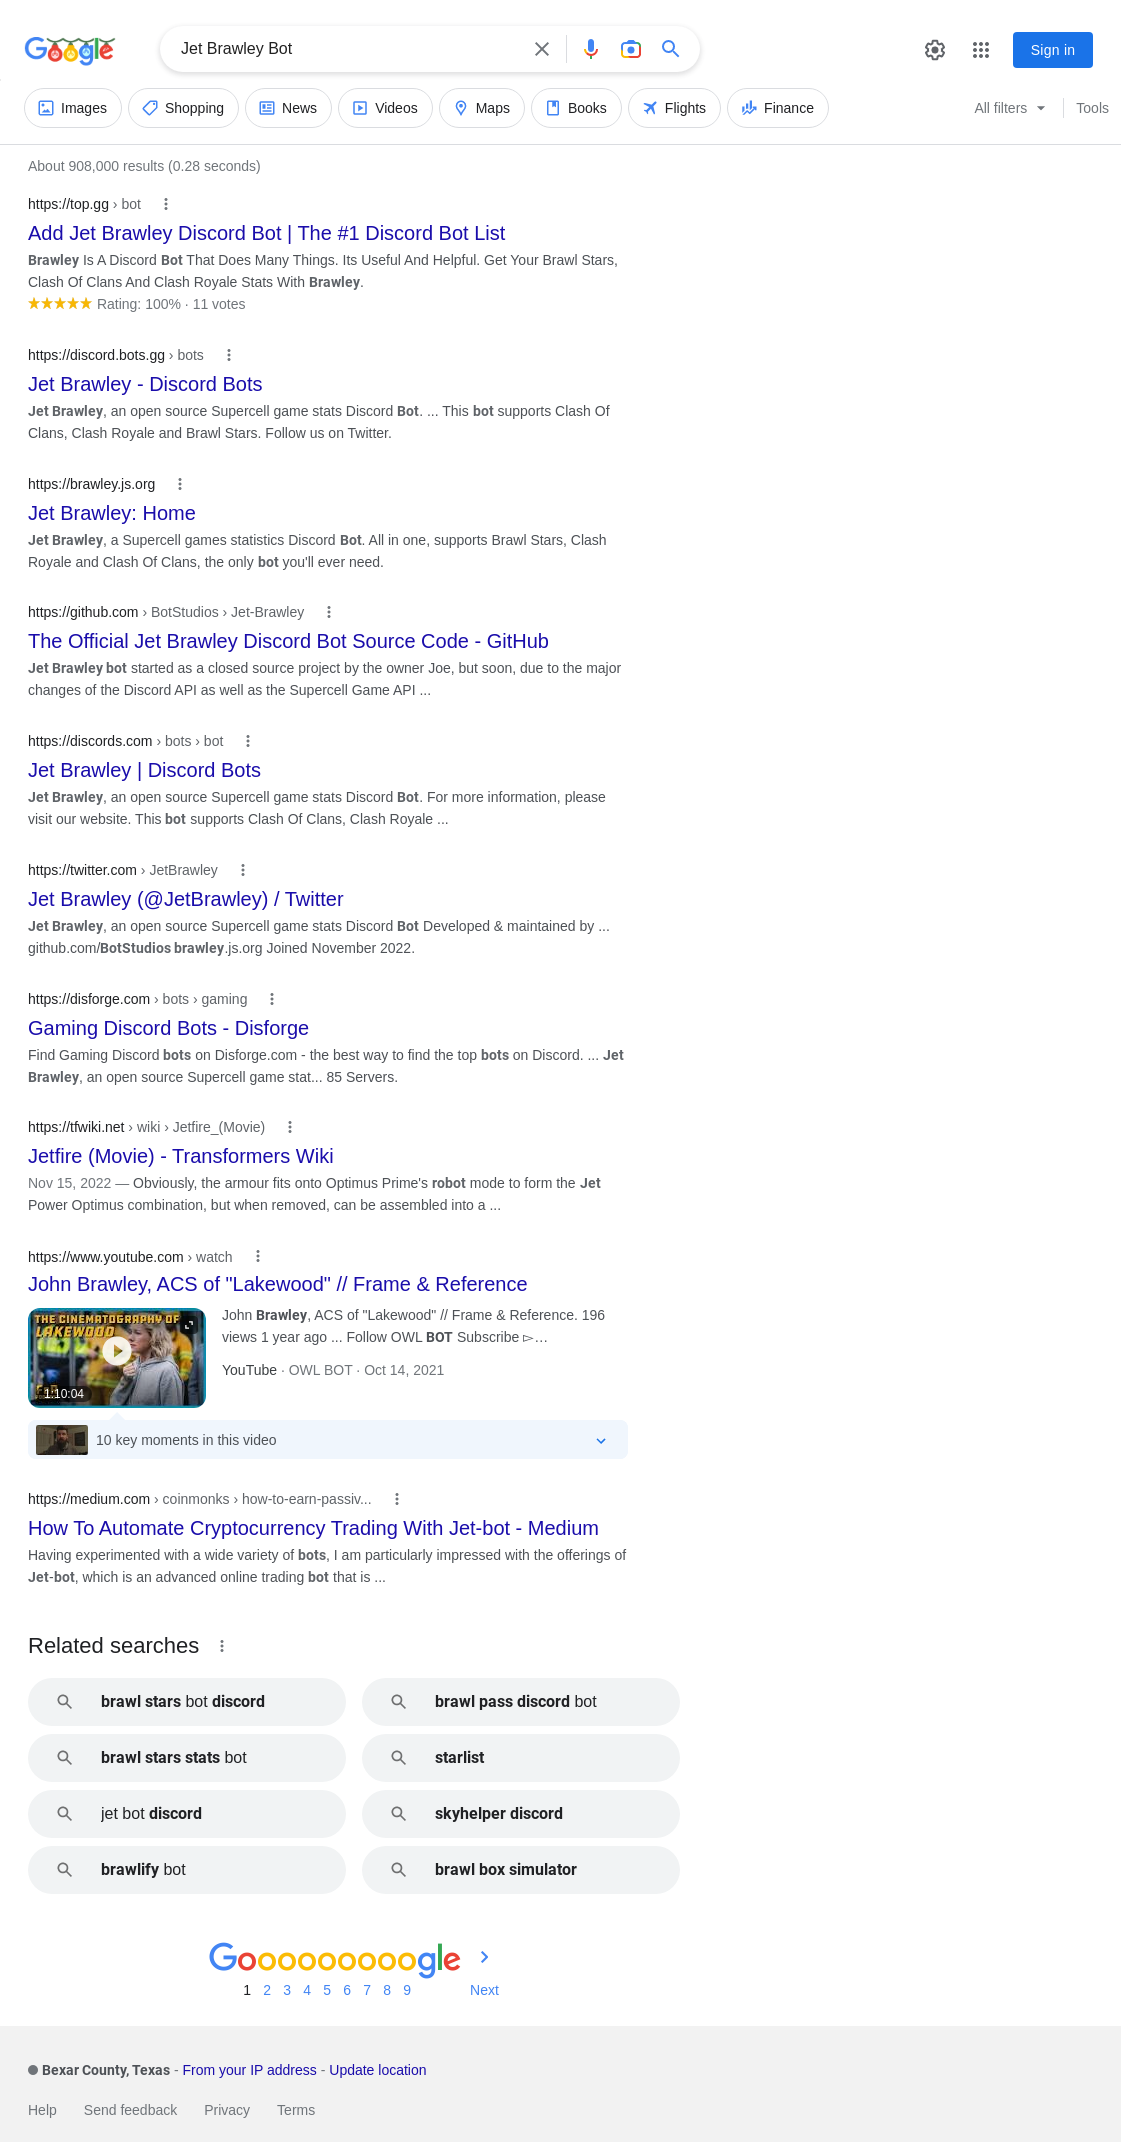 Google
Jet Brawley Bot
Sign in
Images
Shopping
News
Videos
Maps
Books
Flights
Finance
All filters
Tools
About 908,000 results (0.28 seconds)
https://top.gg › bot
Add Jet Brawley Discord Bot | The #1 Discord Bot List
Brawley Is A Discord Bot That Does Many Things. Its Useful And Helpful. Get Your Brawl Stars,
Clash Of Clans And Clash Royale Stats With Brawley.
Rating: 100% · 11 votes
https://discord.bots.gg › bots
Jet Brawley - Discord Bots
Jet Brawley, an open source Supercell game stats Discord Bot. ... This bot supports Clash Of
Clans, Clash Royale and Brawl Stars. Follow us on Twitter.
https://brawley.js.org
Jet Brawley: Home
Jet Brawley, a Supercell games statistics Discord Bot. All in one, supports Brawl Stars, Clash
Royale and Clash Of Clans, the only bot you'll ever need.
https://github.com › BotStudios › Jet-Brawley
The Official Jet Brawley Discord Bot Source Code - GitHub
Jet Brawley bot started as a closed source project by the owner Joe, but soon, due to the major
changes of the Discord API as well as the Supercell Game API ...
https://discords.com › bots › bot
Jet Brawley | Discord Bots
Jet Brawley, an open source Supercell game stats Discord Bot. For more information, please
visit our website. This bot supports Clash Of Clans, Clash Royale ...
https://twitter.com › JetBrawley
Jet Brawley (@JetBrawley) / Twitter
Jet Brawley, an open source Supercell game stats Discord Bot Developed & maintained by ...
github.com/BotStudios brawley.js.org Joined November 2022.
https://disforge.com › bots › gaming
Gaming Discord Bots - Disforge
Find Gaming Discord bots on Disforge.com - the best way to find the top bots on Discord. ... Jet
Brawley, an open source Supercell game stat... 85 Servers.
https://tfwiki.net › wiki › Jetfire_(Movie)
Jetfire (Movie) - Transformers Wiki
Nov 15, 2022 — Obviously, the armour fits onto Optimus Prime's robot mode to form the Jet
Power Optimus combination, but when removed, can be assembled into a ...
https://www.youtube.com › watch
John Brawley, ACS of "Lakewood" // Frame & Reference
THE CINEMATOGRAPHY OF
LAKEWOOD
1:10:04
John Brawley, ACS of "Lakewood" // Frame & Reference. 196
views 1 year ago ... Follow OWL BOT Subscribe ▻…
YouTube · OWL BOT · Oct 14, 2021
10 key moments in this video
https://medium.com › coinmonks › how-to-earn-passiv...
How To Automate Cryptocurrency Trading With Jet-bot - Medium
Having experimented with a wide variety of bots, I am particularly impressed with the offerings of
Jet-bot, which is an advanced online trading bot that is ...
Related searches
brawl stars bot discord
brawl pass discord bot
brawl stars stats bot
starlist
jet bot discord
skyhelper discord
brawlify bot
brawl box simulator
Goooooooooogle
1 2 3 4 5 6 7 8 9 Next
Bexar County, Texas - From your IP address - Update location
Help Send feedback Privacy Terms